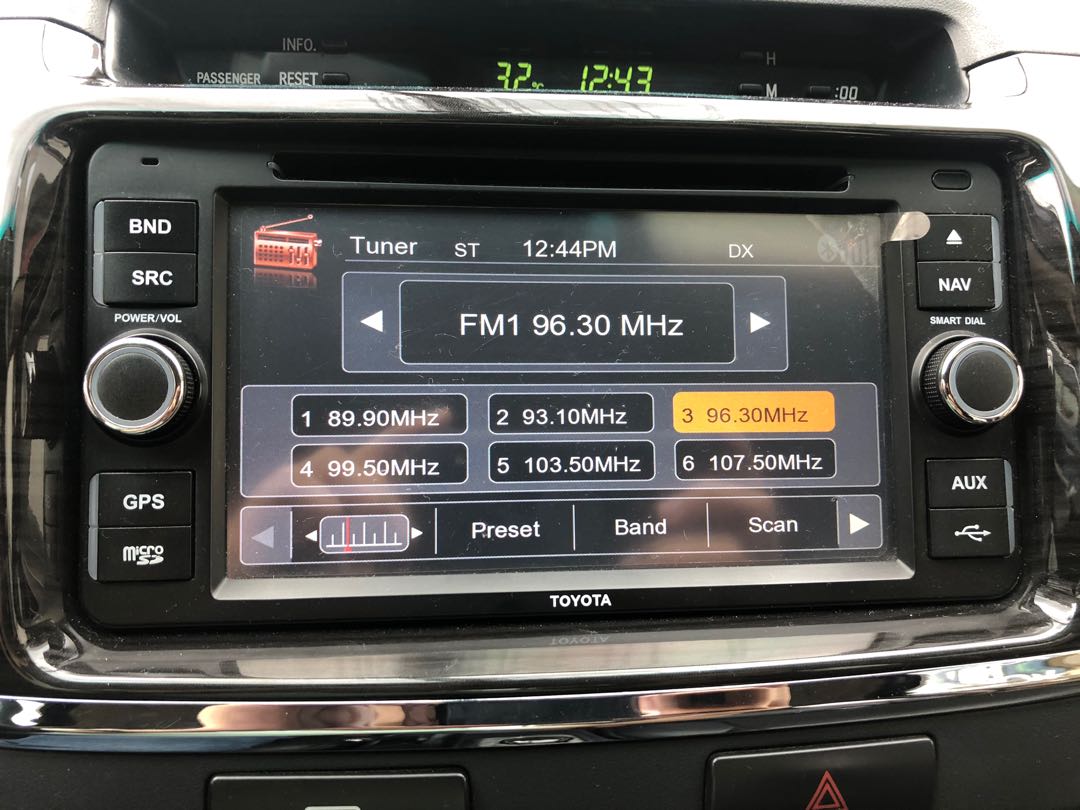 INFO.
PASSENGER RESET 32°C 12:43 H
M :00
BND
SRC
POWER/VOL
GPS
micro SD
Tuner ST 12:44PM DX
FM1 96.30 MHz
1 89.90MHz 2 93.10MHz 3 96.30MHz
4 99.50MHz 5 103.50MHz 6 107.50MHz
Preset Band Scan
NAV
SMART DIAL
AUX
TOYOTA